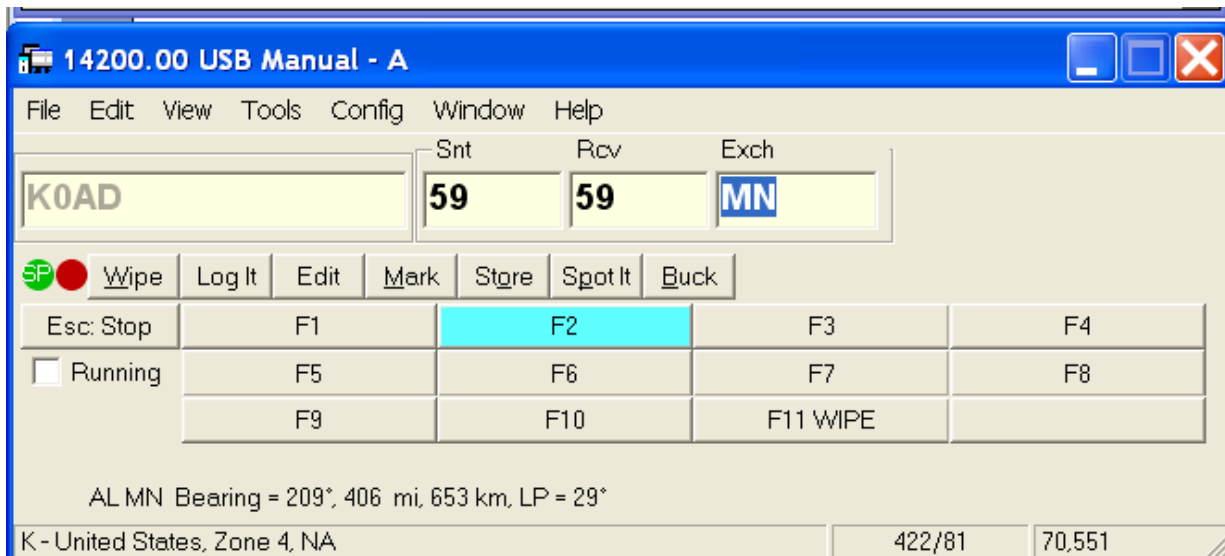 14200.00 USB Manual - A
File Edit View Tools Config Window Help
Snt Rcv Exch
K0AD 59 59 MN
SP Wipe Log It Edit Mark Store Spot It Buck
Esc: Stop F1 F2 F3 F4
Running F5 F6 F7 F8
F9 F10 F11 WIPE
AL MN Bearing = 209°, 406 mi, 653 km, LP = 29°
K - United States, Zone 4, NA 422/81 70,551